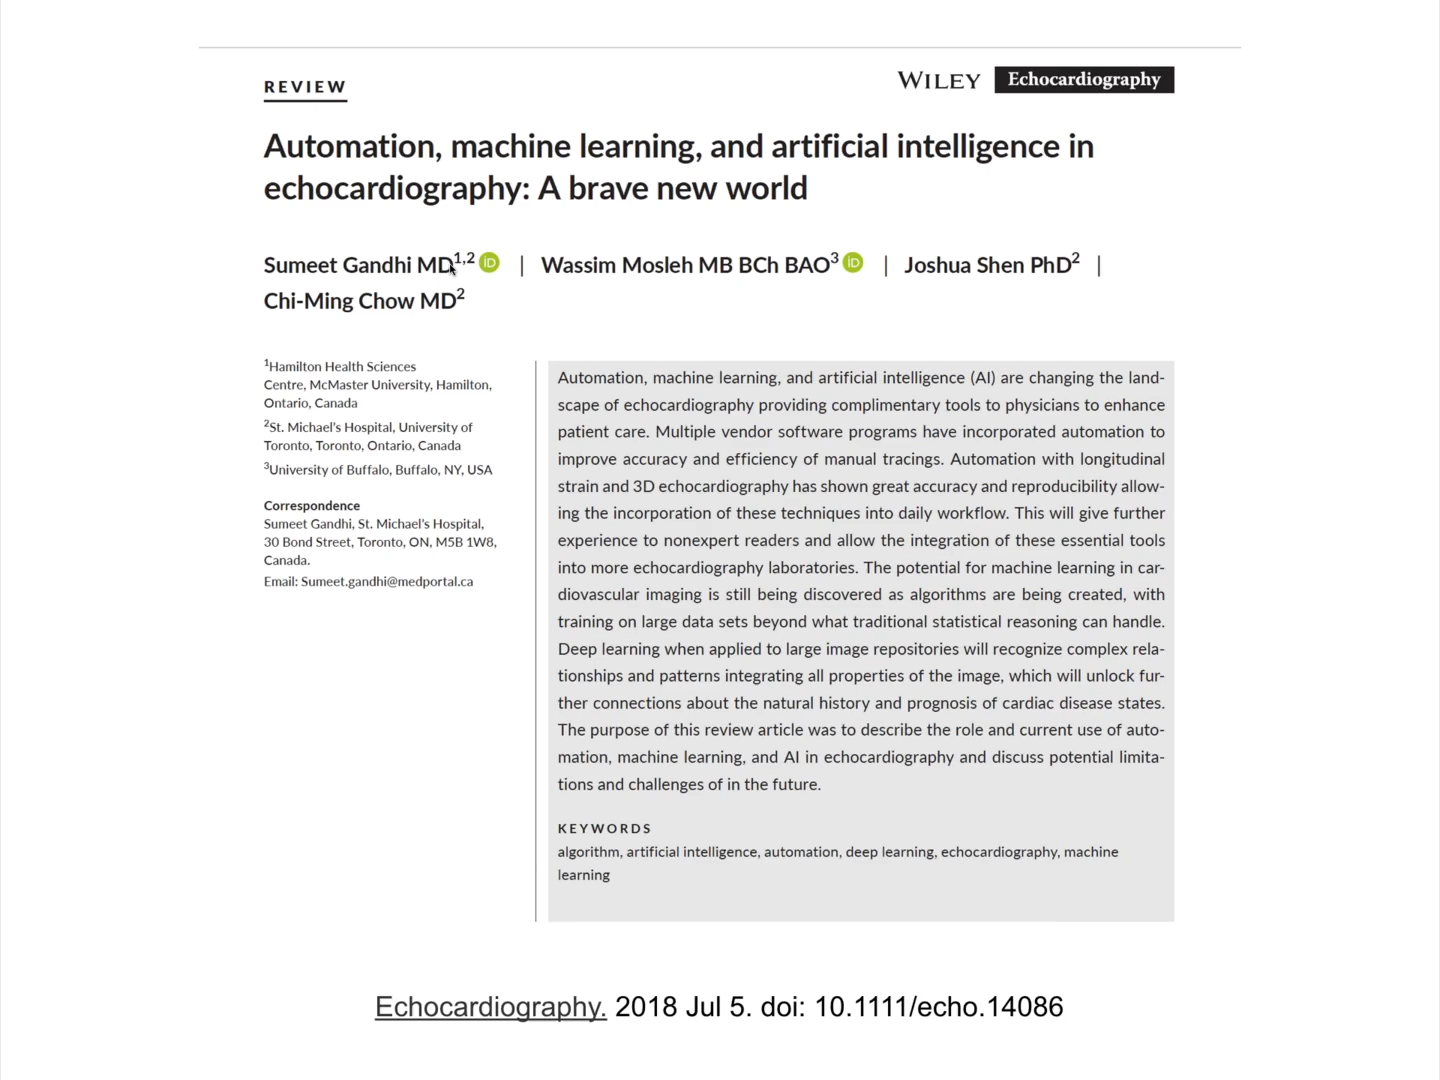 REVIEW
WILEY Echocardiography
Automation, machine learning, and artificial intelligence in
echocardiography: A brave new world
Sumeet Gandhi MD1,2 iD | Wassim Mosleh MB BCh BAO3 iD | Joshua Shen PhD2 |
Chi-Ming Chow MD2
1Hamilton Health Sciences
Centre, McMaster University, Hamilton,
Ontario, Canada
2St. Michael's Hospital, University of
Toronto, Toronto, Ontario, Canada
3University of Buffalo, Buffalo, NY, USA
Correspondence
Sumeet Gandhi, St. Michael's Hospital,
30 Bond Street, Toronto, ON, M5B 1W8,
Canada.
Email: Sumeet.gandhi@medportal.ca
Automation, machine learning, and artificial intelligence (AI) are changing the land-
scape of echocardiography providing complimentary tools to physicians to enhance
patient care. Multiple vendor software programs have incorporated automation to
improve accuracy and efficiency of manual tracings. Automation with longitudinal
strain and 3D echocardiography has shown great accuracy and reproducibility allow-
ing the incorporation of these techniques into daily workflow. This will give further
experience to nonexpert readers and allow the integration of these essential tools
into more echocardiography laboratories. The potential for machine learning in car-
diovascular imaging is still being discovered as algorithms are being created, with
training on large data sets beyond what traditional statistical reasoning can handle.
Deep learning when applied to large image repositories will recognize complex rela-
tionships and patterns integrating all properties of the image, which will unlock fur-
ther connections about the natural history and prognosis of cardiac disease states.
The purpose of this review article was to describe the role and current use of auto-
mation, machine learning, and AI in echocardiography and discuss potential limita-
tions and challenges of in the future.
KEYWORDS
algorithm, artificial intelligence, automation, deep learning, echocardiography, machine
learning
Echocardiography. 2018 Jul 5. doi: 10.1111/echo.14086